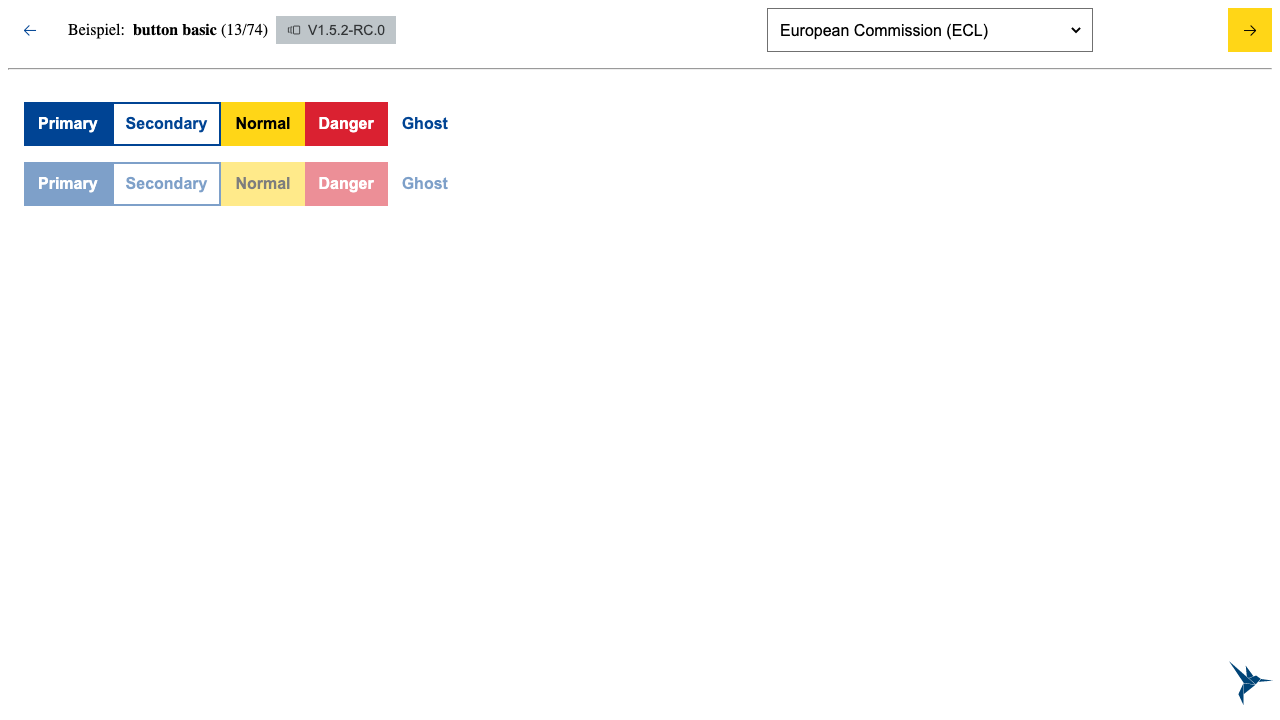 Beispiel: button basic (13/74) V1.5.2-RC.0 European Commission (ECL)
Primary Secondary Normal Danger Ghost
Primary Secondary Normal Danger Ghost